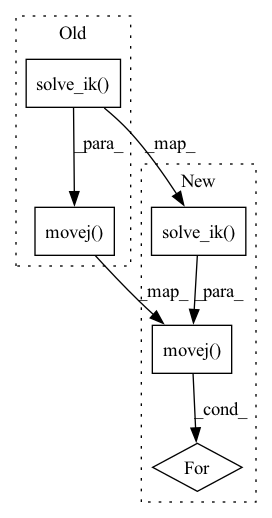 Old
solve_ik()
_para_
_map_
New
movej()
solve_ik()
_map_
_para_
movej()
_cond_
For